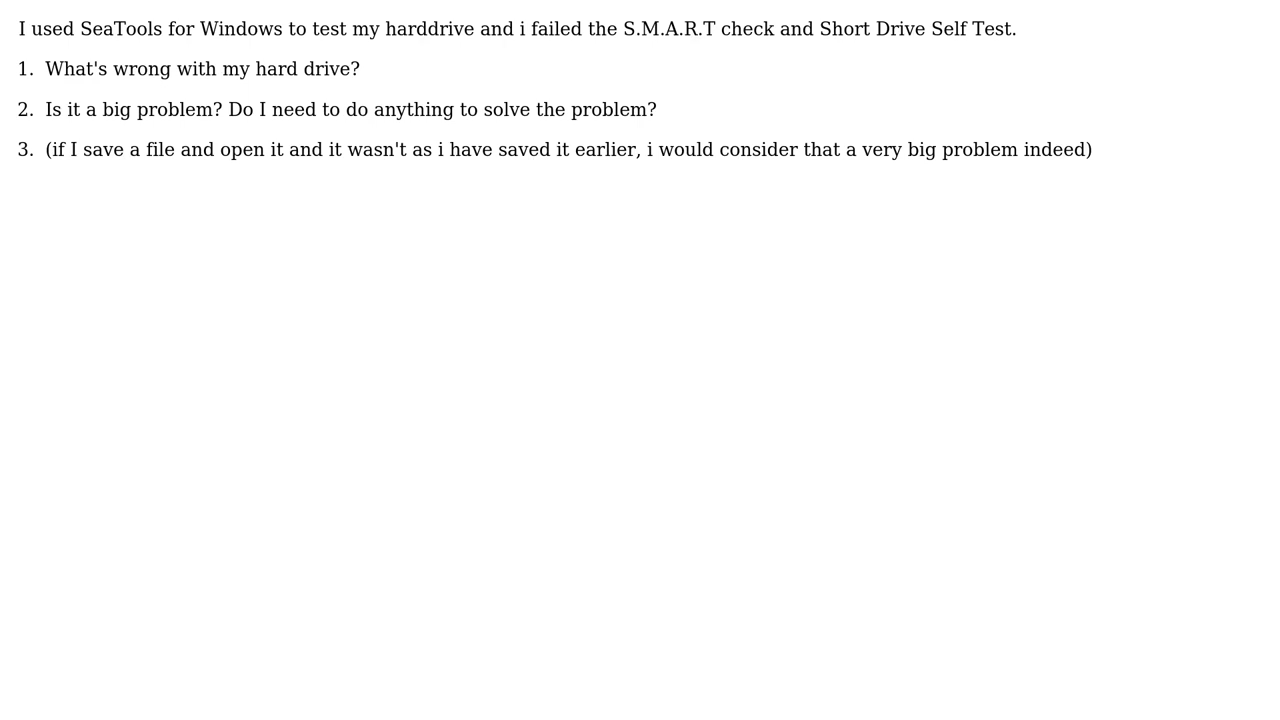 I used SeaTools for Windows to test my harddrive and i failed the S.M.A.R.T check and Short Drive Self Test.
1. What's wrong with my hard drive?
2. Is it a big problem? Do I need to do anything to solve the problem?
3. (if I save a file and open it and it wasn't as i have saved it earlier, i would consider that a very big problem indeed)